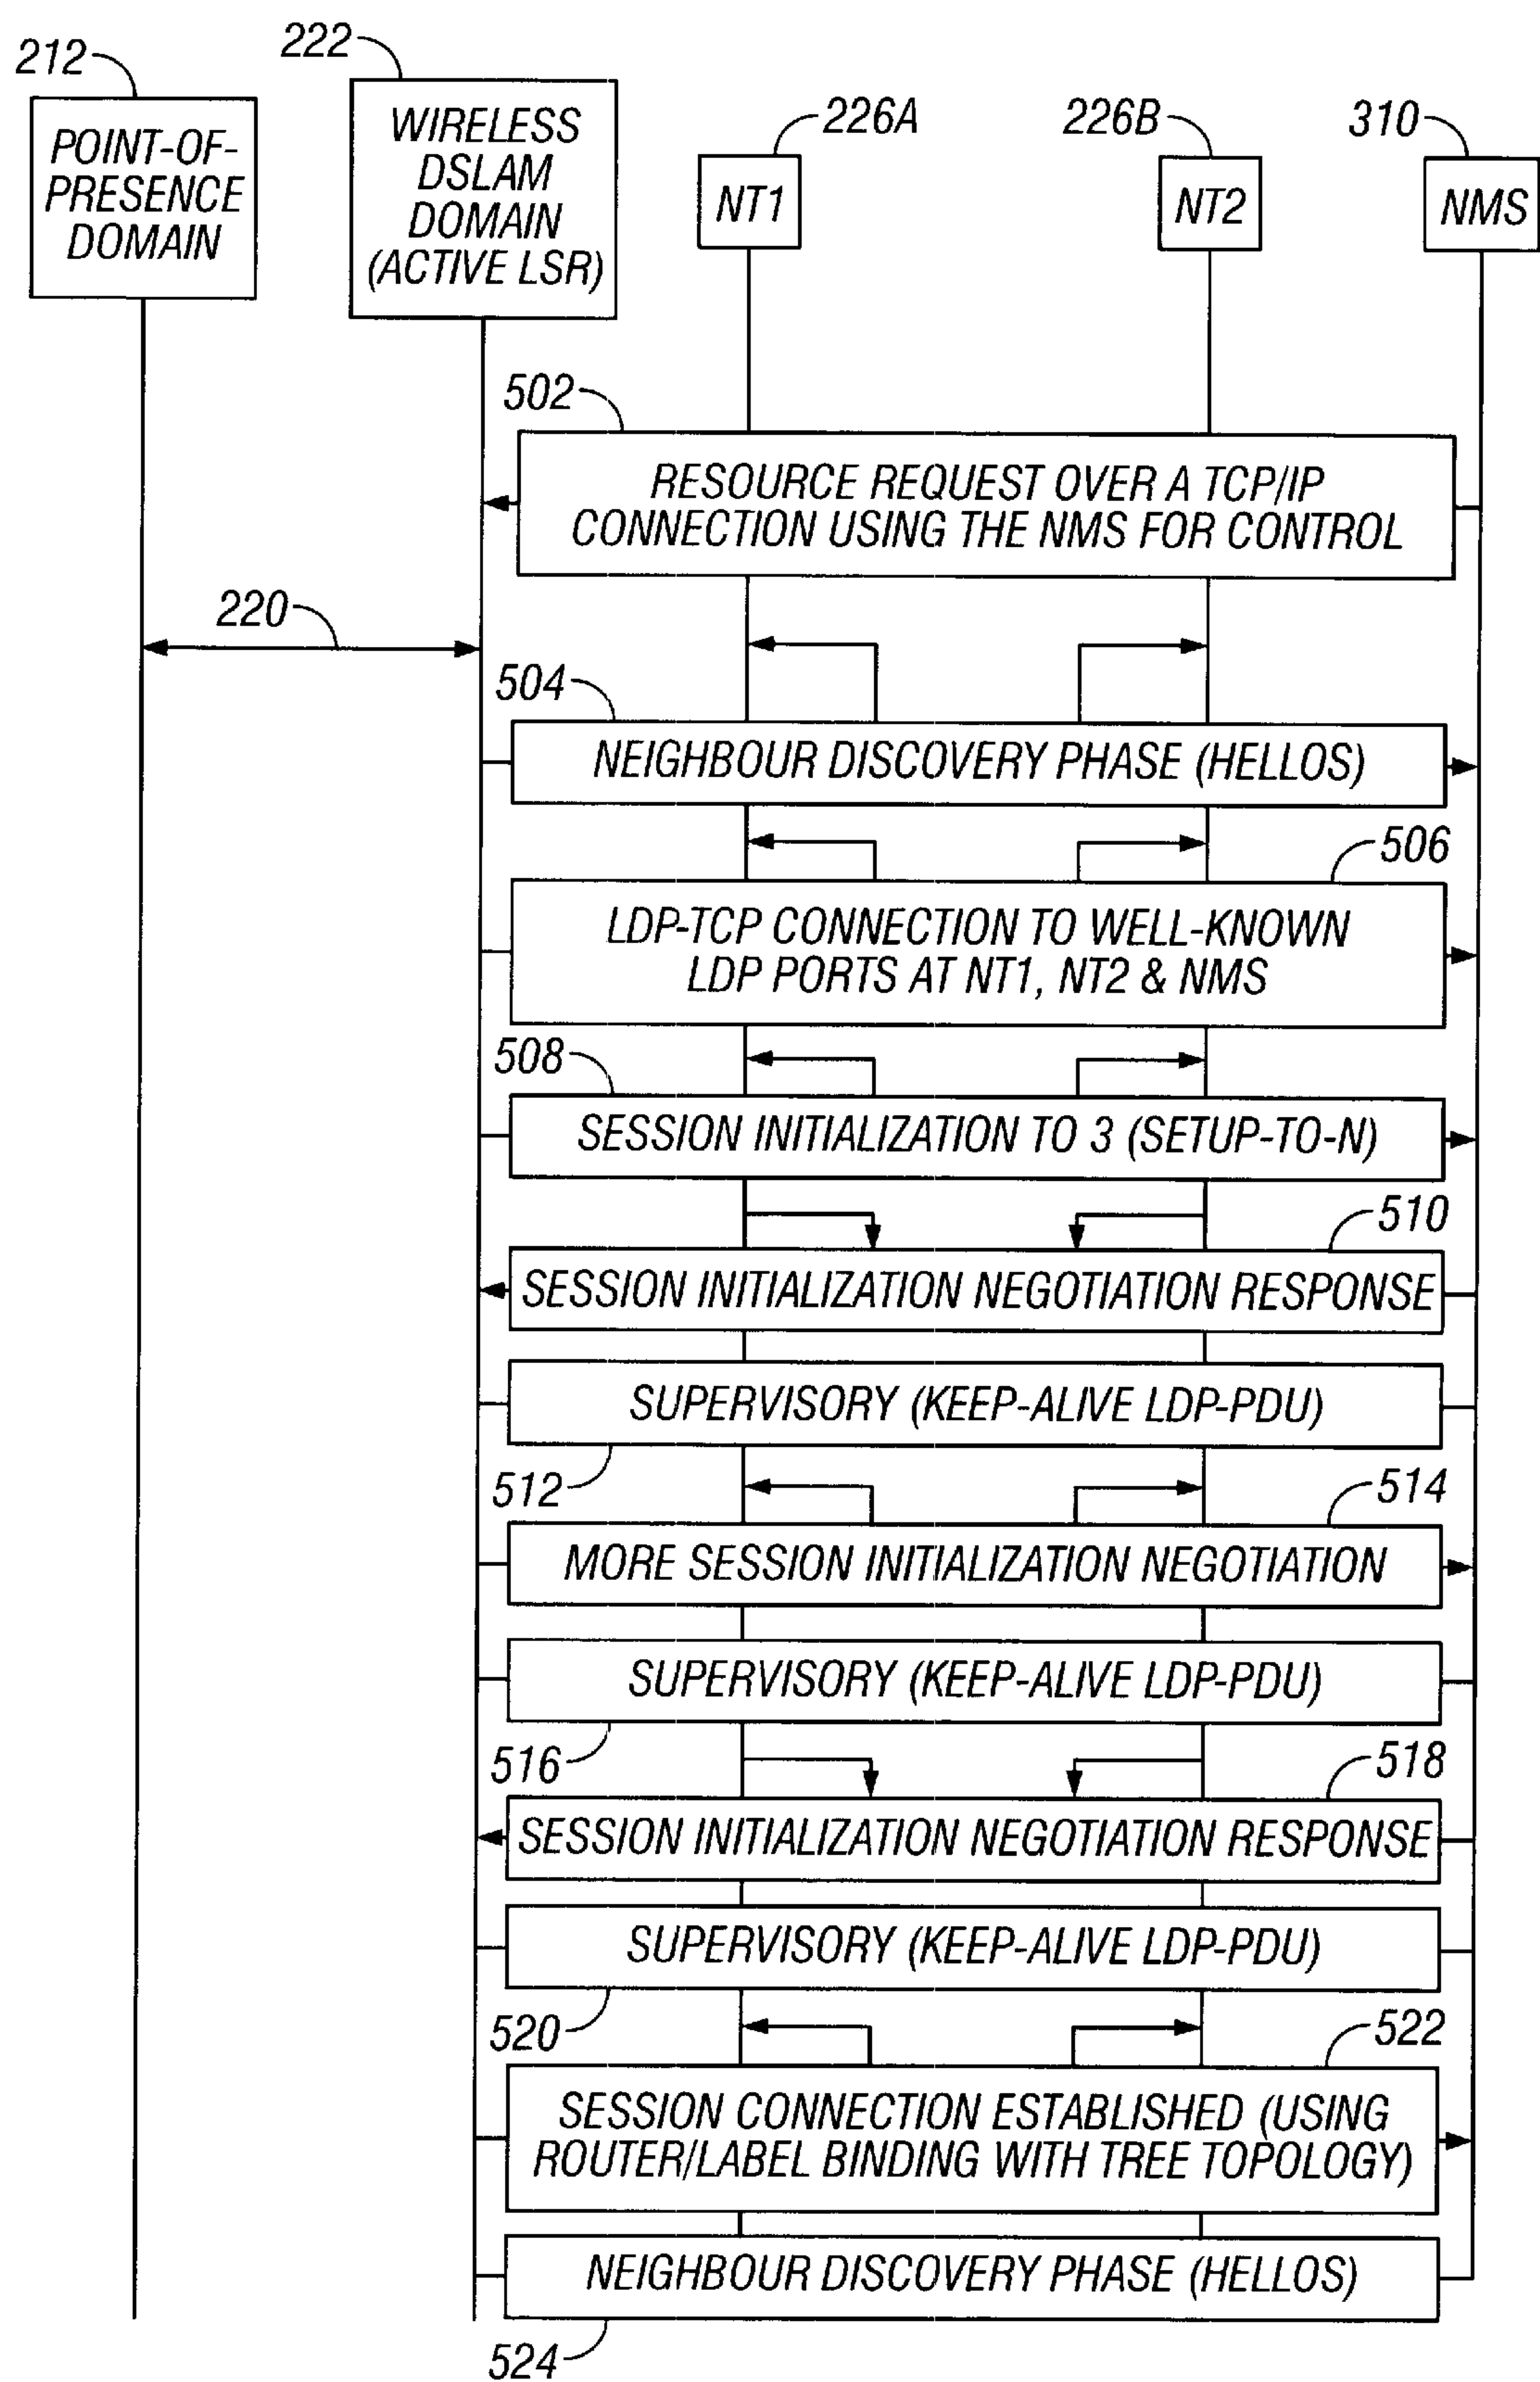 212
222
POINT-OF-
PRESENCE
DOMAIN
WIRELESS
DSLAM
DOMAIN
(ACTIVE LSR)
226A
NT1
226B
NT2
310
NMS
502
RESOURCE REQUEST OVER A TCP/IP
CONNECTION USING THE NMS FOR CONTROL
220
504
NEIGHBOUR DISCOVERY PHASE (HELLOS)
506
LDP-TCP CONNECTION TO WELL-KNOWN
LDP PORTS AT NT1, NT2 & NMS
508
SESSION INITIALIZATION TO 3 (SETUP-TO-N)
510
SESSION INITIALIZATION NEGOTIATION RESPONSE
SUPERVISORY (KEEP-ALIVE LDP-PDU)
512
514
MORE SESSION INITIALIZATION NEGOTIATION
SUPERVISORY (KEEP-ALIVE LDP-PDU)
516
518
SESSION INITIALIZATION NEGOTIATION RESPONSE
SUPERVISORY (KEEP-ALIVE LDP-PDU)
520
522
SESSION CONNECTION ESTABLISHED (USING
ROUTER/LABEL BINDING WITH TREE TOPOLOGY)
NEIGHBOUR DISCOVERY PHASE (HELLOS)
524